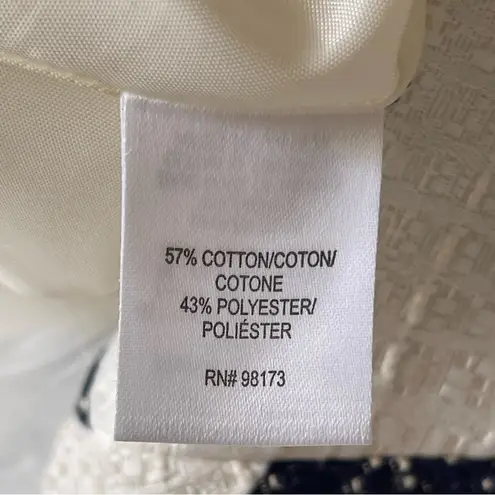 57% COTTON/COTON/
COTONE
43% POLYESTER/
POLIÉSTER
RN# 98173